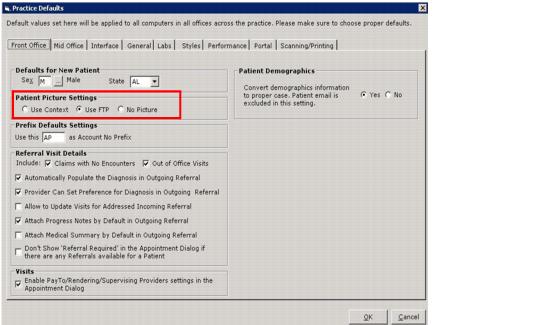 Practice Defaults
Default values set here will be applied to all computers in all offices across the practice. Please make sure to choose proper defaults.
Front Office Mid Office Interface General Labs Styles Performance Portal Scanning/Printing
Defaults for New Patient
Sex M ... Male State AL
Patient Picture Settings
Use Context Use FTP No Picture
Prefix Defaults Settings
Use this AP as Account No Prefix
Referral Visit Details
Include: Claims with No Encounters Out of Office Visits
Automatically Populate the Diagnosis in Outgoing Referral
Provider Can Set Preference for Diagnosis in Outgoing Referral
Allow to Update Visits for Addressed Incoming Referral
Attach Progress Notes by Default in Outgoing Referral
Attach Medical Summary by Default in Outgoing Referral
Don't Show 'Referral Required' in the Appointment Dialog if
there are any Referrals available for a Patient
Visits
Enable PayTo/Rendering/Supervising Providers settings in the
Appointment Dialog
Patient Demographics
Convert demographics information
to proper case. Patient email is
excluded in this setting.
Yes No
OK Cancel